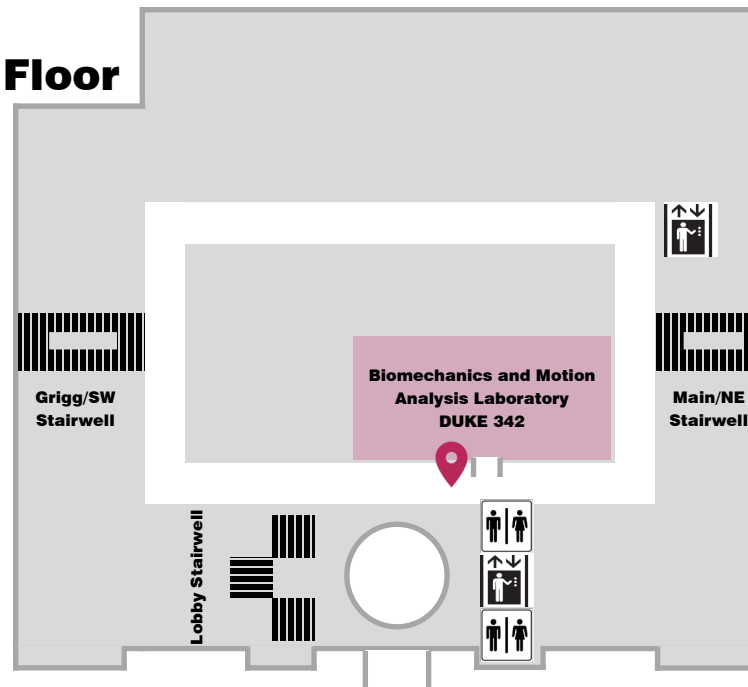 Floor
Biomechanics and Motion
Analysis Laboratory
DUKE 342
Grigg/SW
Stairwell
Main/NE
Stairwell
Lobby Stairwell